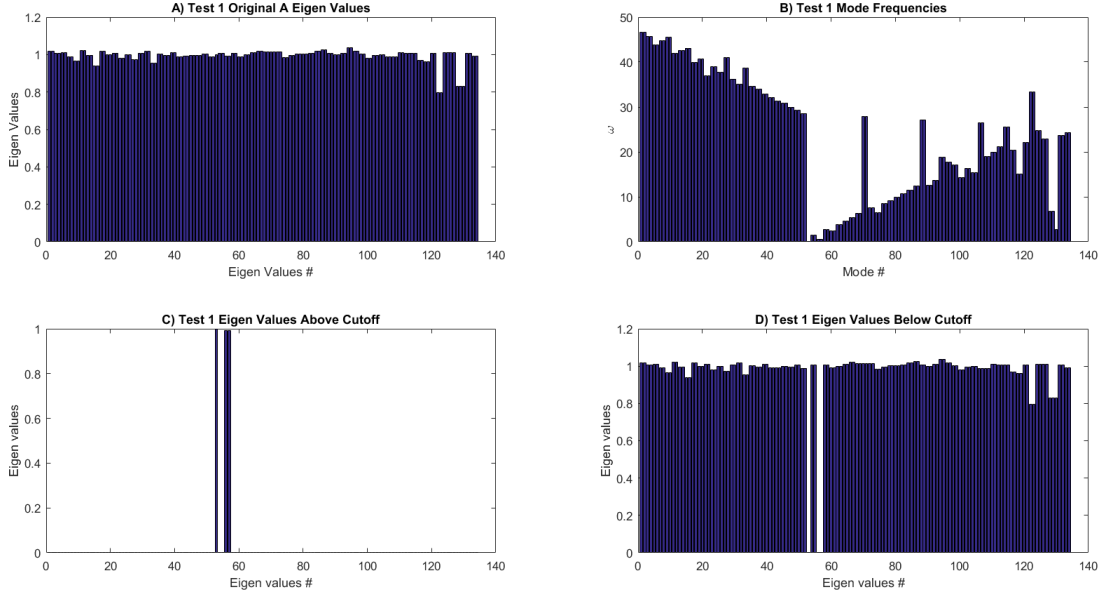 A) Test 1 Original A Eigen Values
1.2
1
0.8
0.6
0.4
0.2
0
Eigen Values
0 20 40 60 80 100 120 140
Eigen Values #
B) Test 1 Mode Frequencies
50
40
30
20
10
0
ω
0 20 40 60 80 100 120 140
Mode #
C) Test 1 Eigen Values Above Cutoff
1
0.8
0.6
0.4
0.2
0
Eigen values
0 20 40 60 80 100 120 140
Eigen values #
D) Test 1 Eigen Values Below Cutoff
1.2
1
0.8
0.6
0.4
0.2
0
Eigen values
0 20 40 60 80 100 120 140
Eigen values #